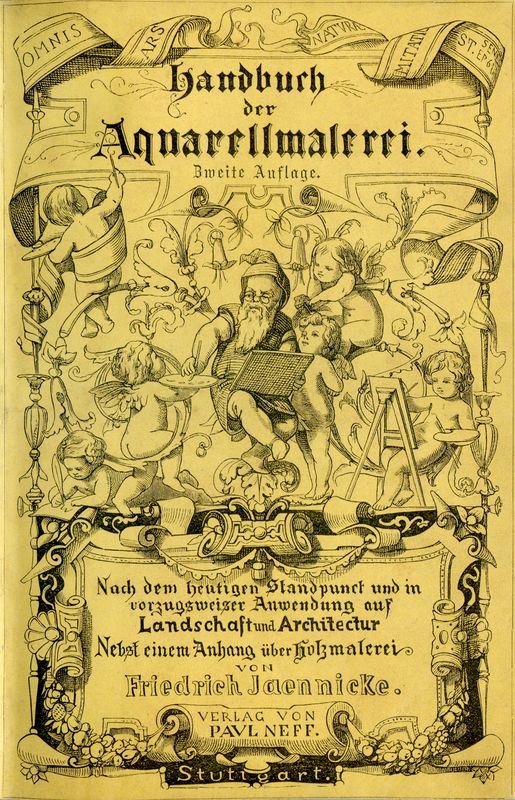 OMNIS ARS NATURAE IMITATIO
SEN.
ST. EP. 65
Handbuch
der
Aquarellmalerei.
Zweite Auflage.
Nach dem heutigen Standpunct und in
vorzugsweiser Anwendung auf
Landschaft und Architectur
Nebst einem Anhang über Holzmalerei
VON
Friedrich Jaennicke.
VERLAG VON
PAVL NEFF.
Stuttgart.